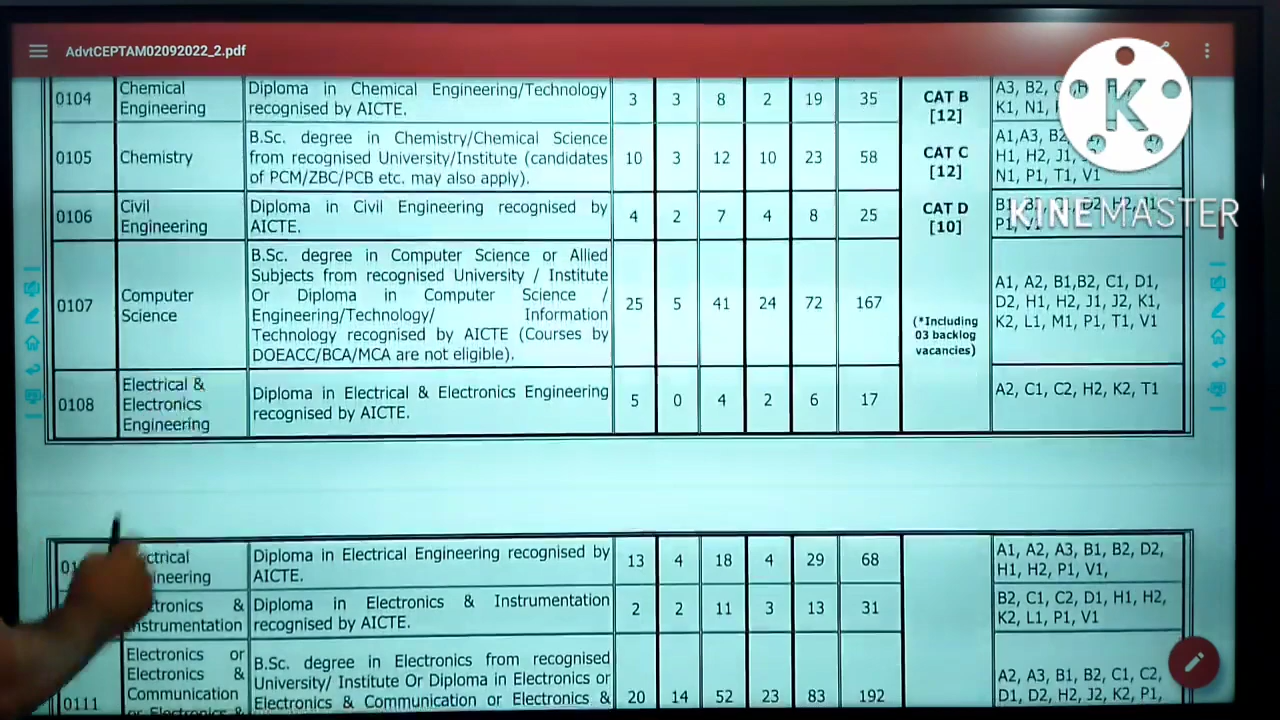 AdvtCEPTAM02092022_2.pdf
0104
Chemical
Engineering
Diploma in Chemical Engineering/Technology
recognised by AICTE.
3 3 8 2 19 35
CAT B
[12]
A3, B2,
K1, N1,
0105
Chemistry
B.Sc. degree in Chemistry/Chemical Science
from recognised University/Institute (candidates
of PCM/ZBC/PCB etc. may also apply).
10 3 12 10 23 58
CAT C
[12]
A1,A3,
H1, H2, J1,
N1, P1, T1, V1
K
KINEMASTER
0106
Civil
Engineering
Diploma in Civil Engineering recognised by
AICTE.
4 2 7 4 8 25
CAT D
[10]
0107
Computer
Science
B.Sc. degree in Computer Science or Allied
Subjects from recognised University / Institute
Or Diploma in Computer Science /
Engineering/Technology/ Information
Technology recognised by AICTE (Courses by
DOEACC/BCA/MCA are not eligible).
25 5 41 24 72 167
(*Including
03 backlog
vacancies)
A1, A2, B1,B2, C1, D1,
D2, H1, H2, J1, J2, K1,
K2, L1, M1, P1, T1, V1
0108
Electrical &
Electronics
Engineering
Diploma in Electrical & Electronics Engineering
recognised by AICTE.
5 0 4 2 6 17
A2, C1, C2, H2, K2, T1
Diploma in Electrical Engineering recognised by
AICTE.
13 4 18 4 29 68
A1, A2, A3, B1, B2, D2,
H1, H2, P1, V1,
&
Instrumentation
Diploma in Electronics & Instrumentation
recognised by AICTE.
2 2 11 3 13 31
B2, C1, C2, D1, H1, H2,
K2, L1, P1, V1
0111
Electronics or
Electronics &
Communication
or Electronics &
B.Sc. degree in Electronics from recognised
University/ Institute Or Diploma in Electronics or
Electronics & Communication or Electronics &
20 14 52 23 83 192
A2, A3, B1, B2, C1, C2,
D1, D2, H2, J2, K2, P1,